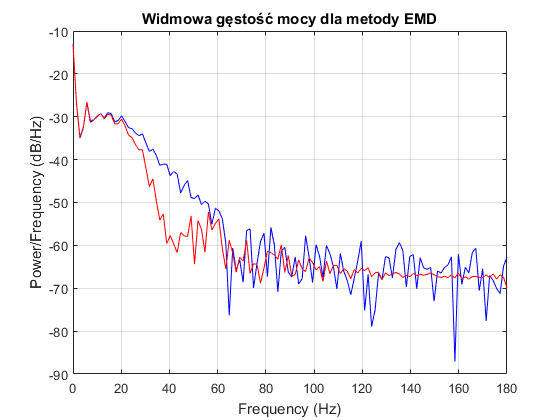 Widmowa gęstość mocy dla metody EMD
Power/Frequency (dB/Hz)
-10
-20
-30
-40
-50
-60
-70
-80
-90
0 20 40 60 80 100 120 140 160 180
Frequency (Hz)